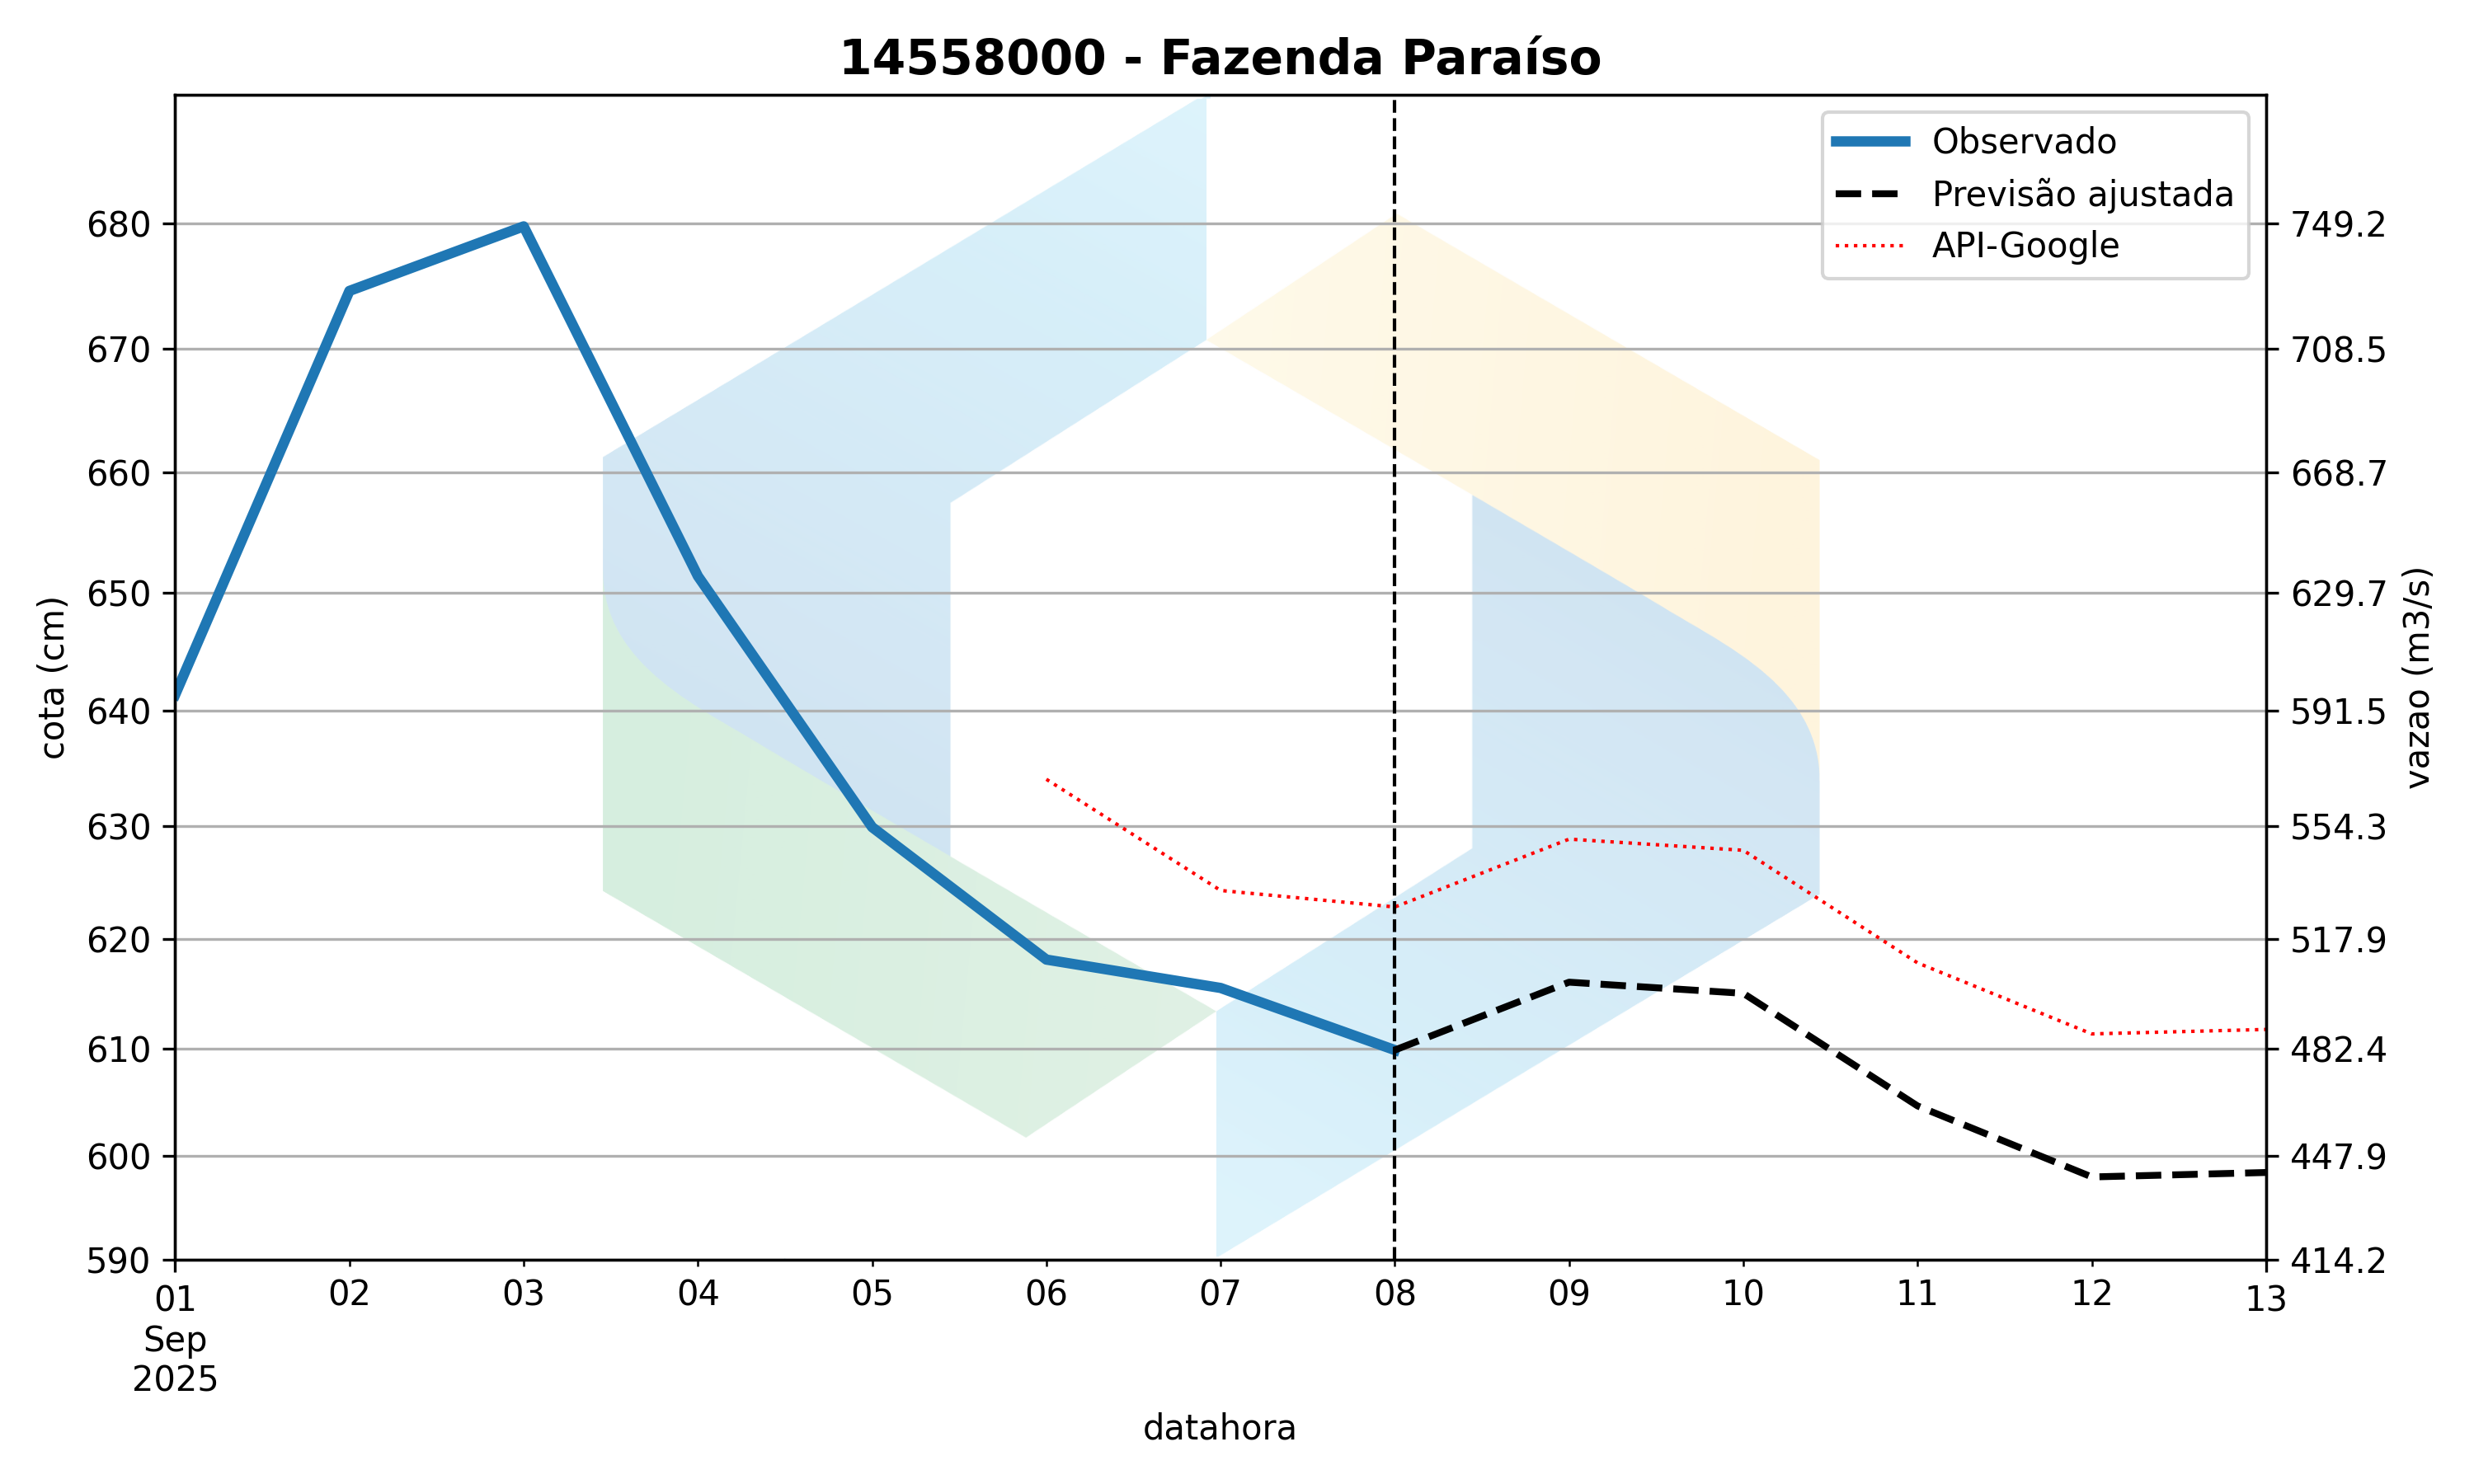 14558000 - Fazenda Paraíso
Observado
Previsão ajustada
API-Google
cota (cm)
680
670
660
650
640
630
620
610
600
590
749.2
708.5
668.7
629.7
591.5
554.3
517.9
482.4
447.9
414.2
vazao (m3/s)
01 02 03 04 05 06 07 08 09 10 11 12 13
Sep
2025
datahora